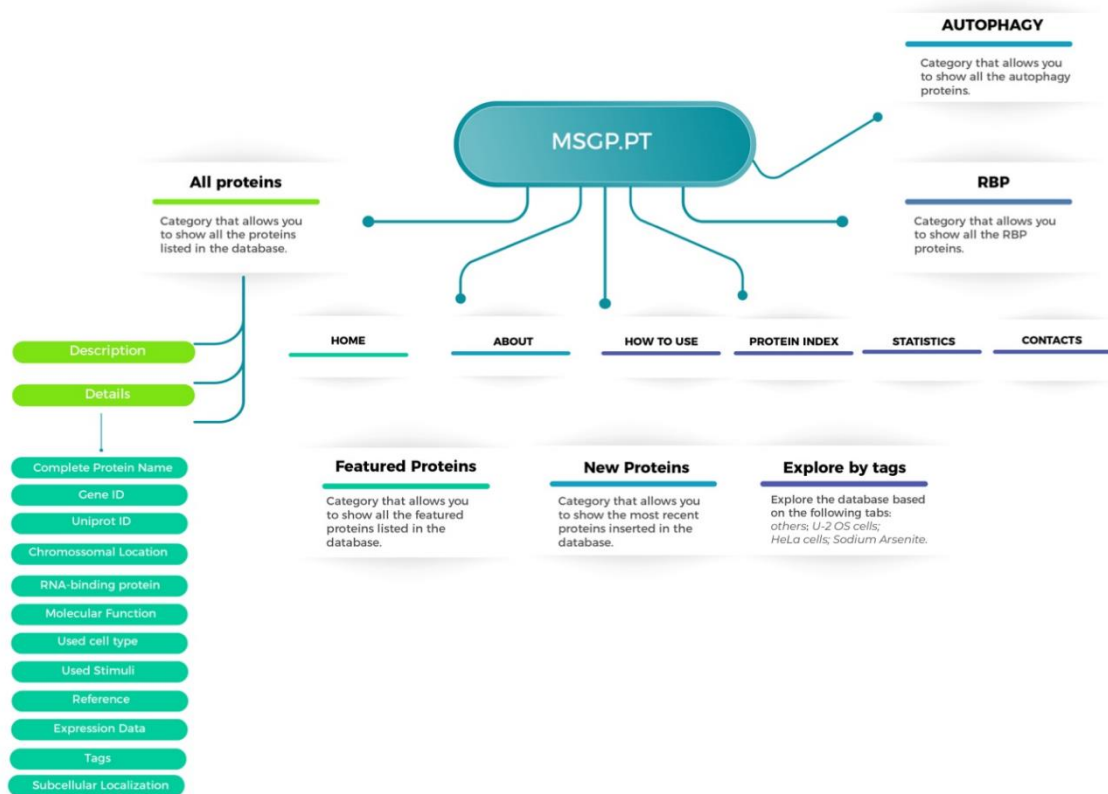 AUTOPHAGY
Category that allows you
to show all the autophagy
proteins.
MSGP.PT
All proteins
Category that allows you
to show all the proteins
listed in the database.
RBP
Category that allows you
to show all the RBP
proteins.
Description
Details
Complete Protein Name
Gene ID
Uniprot ID
Chromossomal Location
RNA-binding protein
Molecular Function
Used cell type
Used Stimuli
Reference
Expression Data
Tags
Subcellular Localization
HOME
ABOUT
HOW TO USE
PROTEIN INDEX
STATISTICS
CONTACTS
Featured Proteins
Category that allows you
to show all the featured
proteins listed in the
database.
New Proteins
Category that allows you
to show the most recent
proteins inserted in the
database.
Explore by tags
Explore the database based
on the following tabs:
others; U-2 OS cells;
HeLa cells; Sodium Arsenite.